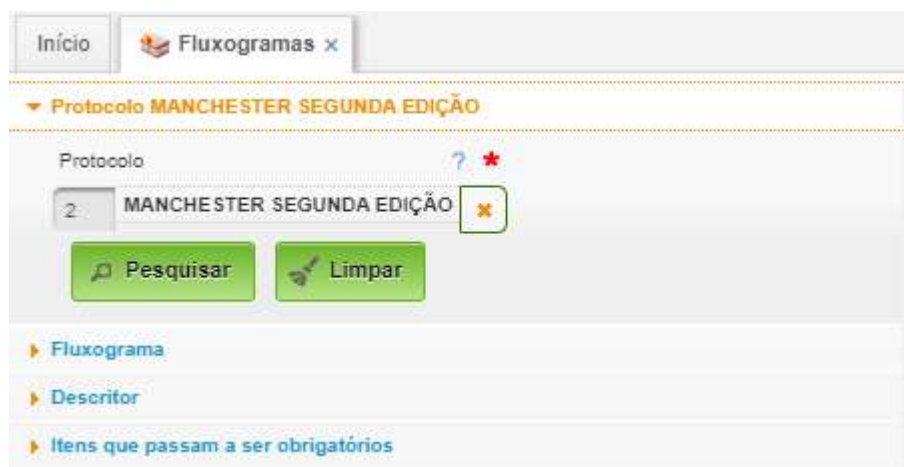 Início Fluxogramas x
Protocolo MANCHESTER SEGUNDA EDIÇÃO
Protocolo ? *
2 MANCHESTER SEGUNDA EDIÇÃO
Pesquisar Limpar
Fluxograma
Descritor
Itens que passam a ser obrigatórios